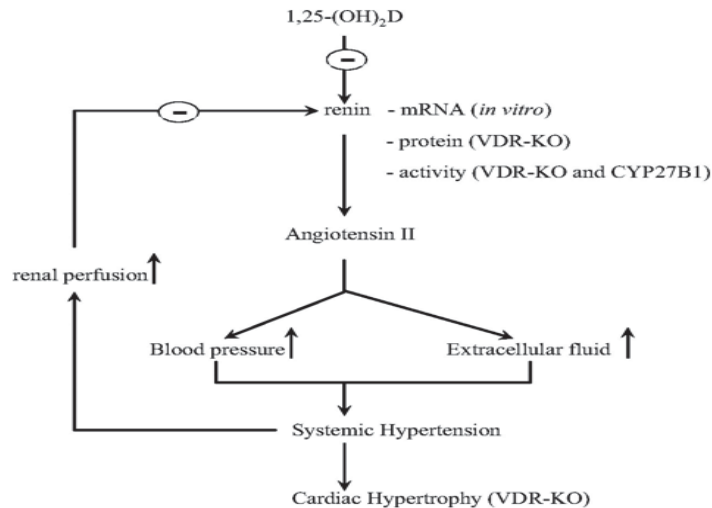 1,25-(OH)₂D
-
-
renin - mRNA (in vitro)
- protein (VDR-KO)
- activity (VDR-KO and CYP27B1)
Angiotensin II
renal perfusion
Blood pressure Extracellular fluid
Systemic Hypertension
Cardiac Hypertrophy (VDR-KO)